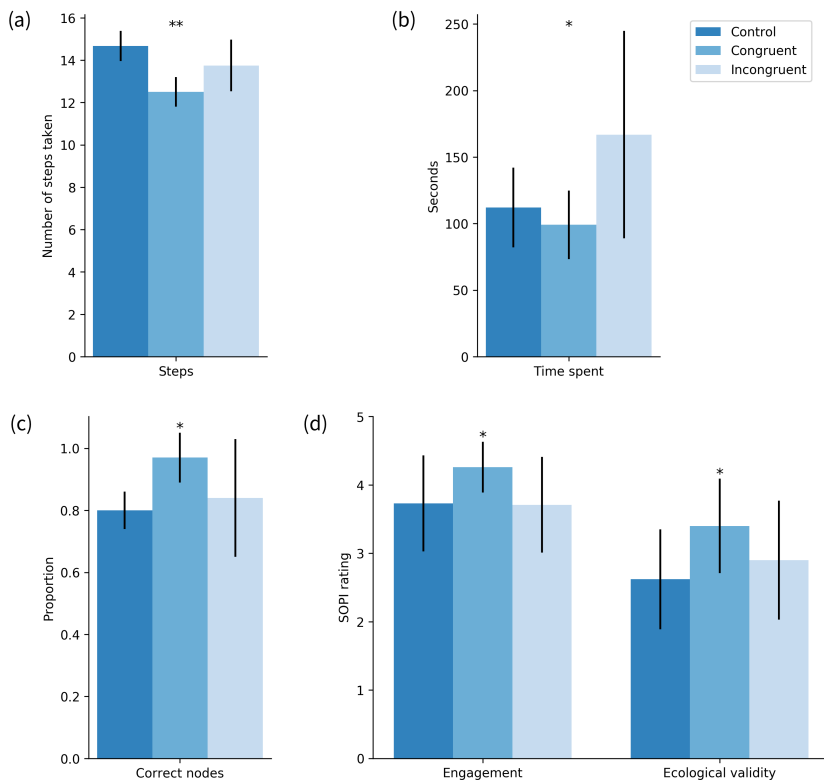 (a)
**
Number of steps taken
16
14
12
10
8
6
4
2
0
Steps
(b)
*
Seconds
250
200
150
100
50
0
Time spent
Control
Congruent
Incongruent
(c)
*
Proportion
1.0
0.8
0.6
0.4
0.2
0.0
Correct nodes
(d)
*
*
SOPI rating
5
4
3
2
1
0
Engagement
Ecological validity